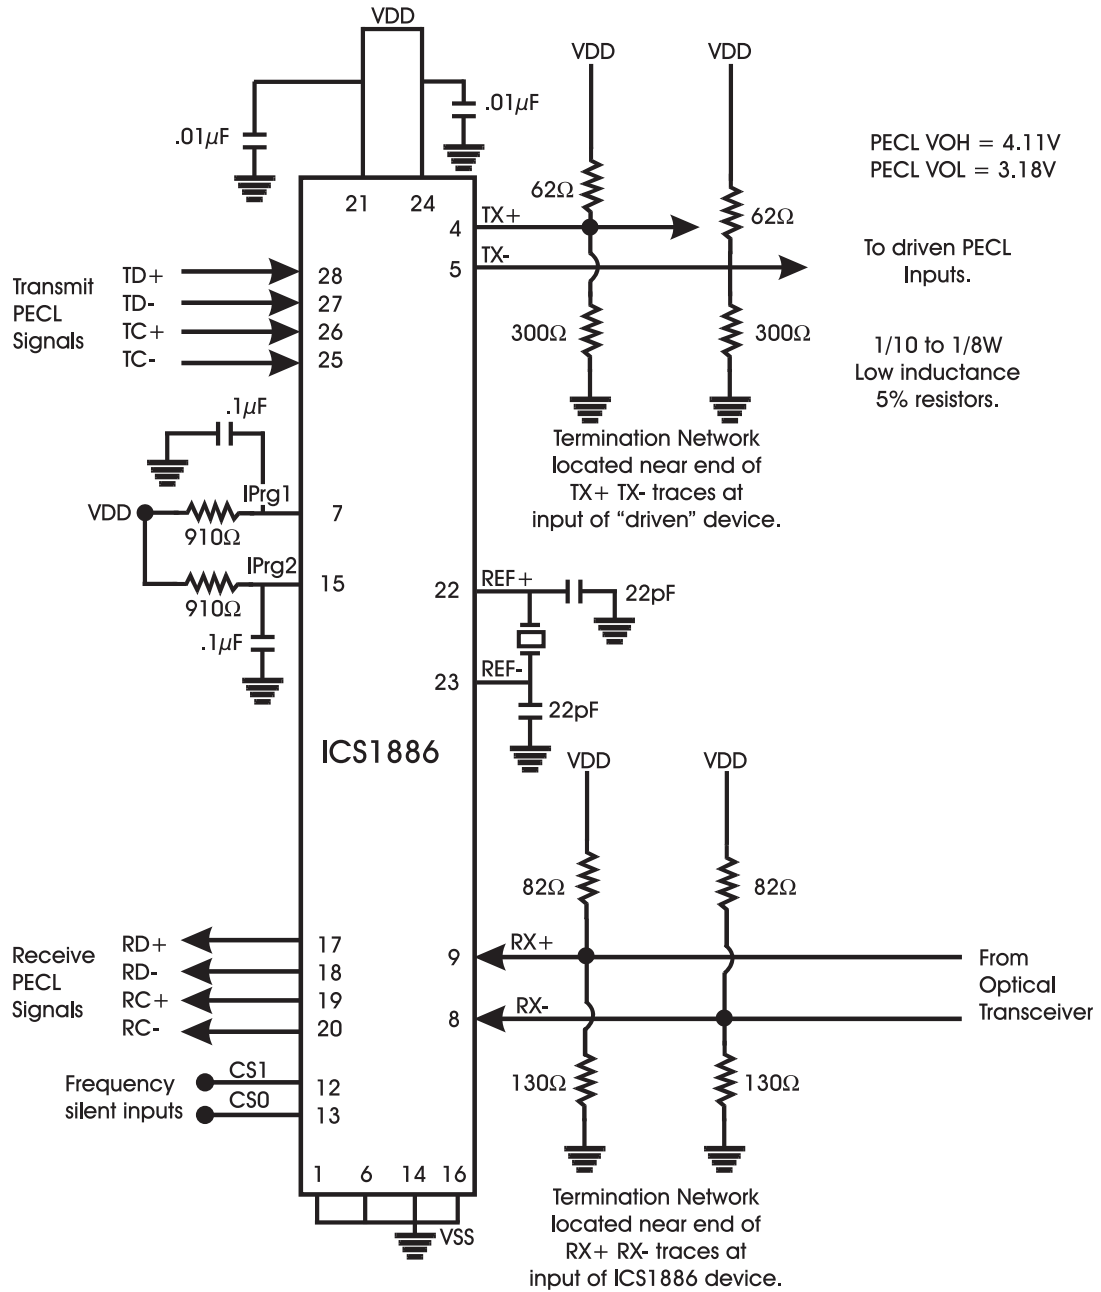 VDD
.01µF
.01µF
VDD
VDD
PECL VOH = 4.11V
PECL VOL = 3.18V
21
24
62Ω
62Ω
4
TX+
5
TX-
To driven PECL
Inputs.
Transmit
PECL
Signals
TD+
TD-
TC+
TC-
28
27
26
25
300Ω
300Ω
1/10 to 1/8W
Low inductance
5% resistors.
.1µF
Termination Network
located near end of
TX+ TX- traces at
input of “driven” device.
VDD
IPrg1
910Ω
7
IPrg2
910Ω
15
.1µF
22
REF+
22pF
23
REF-
22pF
ICS1886
VDD
VDD
82Ω
82Ω
Receive
PECL
Signals
RD+
RD-
RC+
RC-
17
18
19
20
9
RX+
8
RX-
From
Optical
Transceiver
Frequency
silent inputs
CS1
CS0
12
13
130Ω
130Ω
1
6
14
16
VSS
Termination Network
located near end of
RX+ RX- traces at
input of ICS1886 device.